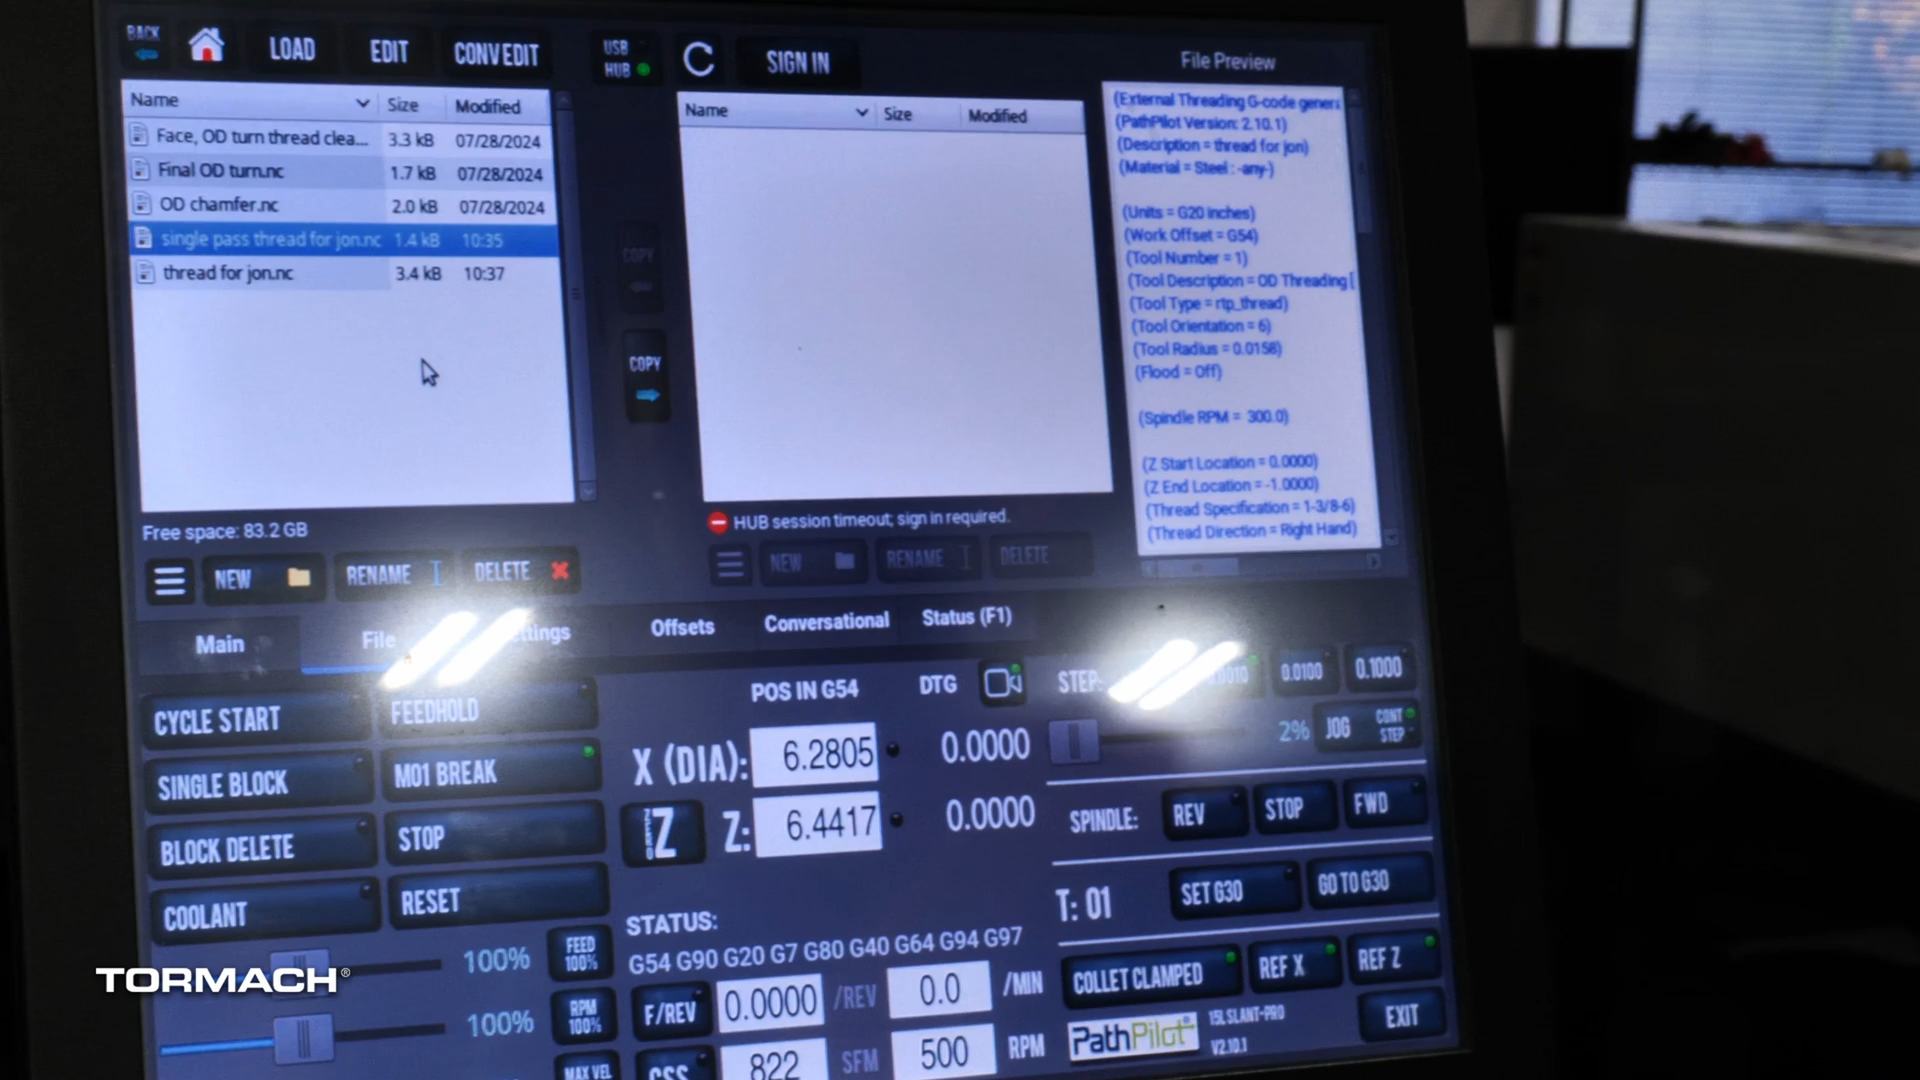 BACK
LOAD
EDIT
CONV EDIT
USB
HUB
SIGN IN
File Preview
Name Size Modified
Face, OD turn thread clea... 3.3 kB 07/28/2024
Final OD turn.nc 1.7 kB 07/28/2024
OD chamfer.nc 2.0 kB 07/28/2024
single pass thread for jon.nc 1.4 kB 10:35
thread for jon.nc 3.4 kB 10:37
Free space: 83.2 GB
NEW RENAME DELETE
COPY
COPY
Name Size Modified
HUB session timeout; sign in required.
NEW RENAME DELETE
(External Threading G-code genera
(PathPilot Version: 2.10.1)
(Description = thread for jon)
(Material = Steel : -any-)
(Units = G20 inches)
(Work Offset = G54)
(Tool Number = 1)
(Tool Description = OD Threading [
(Tool Type = rtp_thread)
(Tool Orientation = 6)
(Tool Radius = 0.0158)
(Flood = Off)
(Spindle RPM = 300.0)
(Z Start Location = 0.0000)
(Z End Location = -1.0000)
(Thread Specification = 1-3/8-6)
(Thread Direction = Right Hand)
Main File Offsets Conversational Status (F1)
CYCLE START FEEDHOLD
SINGLE BLOCK M01 BREAK
BLOCK DELETE STOP
COOLANT RESET
100% FEED 100%
100% RPM 100%
MAX VEL
POS IN G54 DTG
X (DIA): 6.2805 0.0000
ZERO Z Z: 6.4417 0.0000
STATUS:
G54 G90 G20 G7 G80 G40 G64 G94 G97
F/REV 0.0000 /REV 0.0 /MIN
CSS 822 SFM 500 RPM
STEP: 0.0100 0.1000
2% JOG CONT STEP
SPINDLE: REV STOP FWD
T: 01 SET G30 GO TO G30
COLLET CLAMPED REF X REF Z
PathPilot 15L SLANT-PRO
V2.10.1
EXIT
TORMACH®